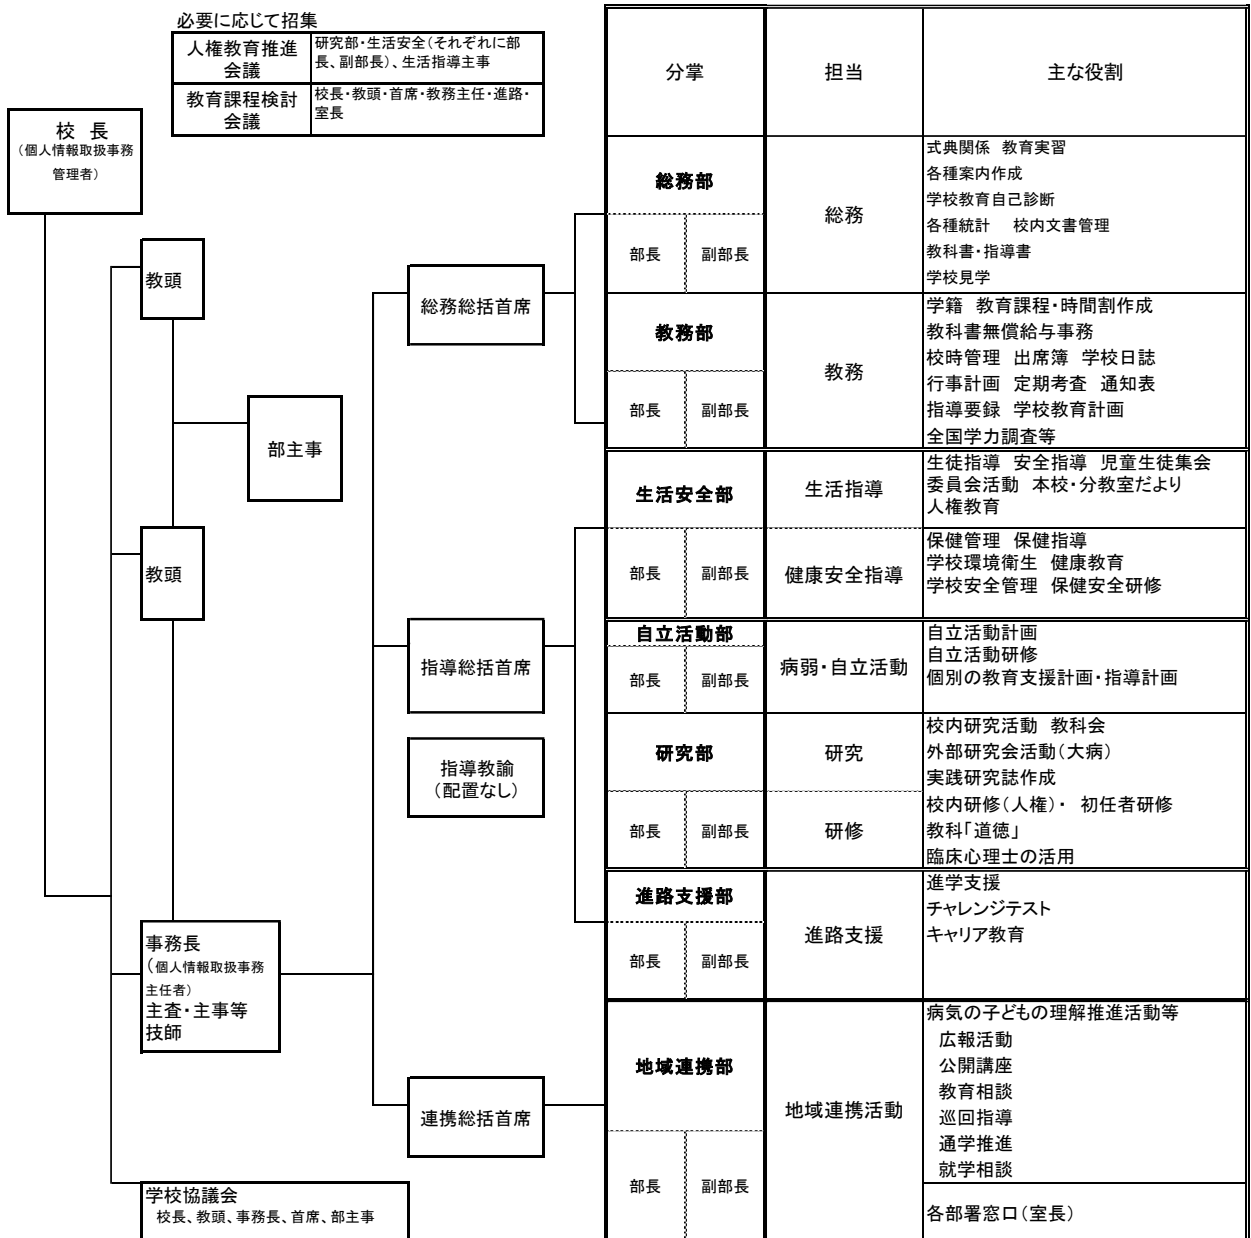 必要に応じて招集
人権教育推進
会議
研究部・生活安全(それぞれに部
長、副部長)、生活指導主事
教育課程検討
会議
校長・教頭・首席・教務主任・進路・
室長
校 長
(個人情報取扱事務
管理者)
教頭
部主事
教頭
事務長
(個人情報取扱事務
主任者)
主査・主事等
技師
学校協議会
校長、教頭、事務長、首席、部主事
総務総括首席
指導総括首席
指導教諭
(配置なし)
連携総括首席
分掌 担当 主な役割
総務部
部長 副部長
総務
式典関係 教育実習
各種案内作成
学校教育自己診断
各種統計 校内文書管理
教科書・指導書
学校見学
教務部
部長 副部長
教務
学籍 教育課程・時間割作成
教科書無償給与事務
校時管理 出席簿 学校日誌
行事計画 定期考査 通知表
指導要録 学校教育計画
全国学力調査等
生活安全部
部長 副部長
生活指導
生徒指導 安全指導 児童生徒集会
委員会活動 本校・分教室だより
人権教育
健康安全指導
保健管理 保健指導
学校環境衛生 健康教育
学校安全管理 保健安全研修
自立活動部
部長 副部長
病弱・自立活動
自立活動計画
自立活動研修
個別の教育支援計画・指導計画
研究部
部長 副部長
研究
校内研究活動 教科会
外部研究会活動(大病)
実践研究誌作成
研修
校内研修(人権)・ 初任者研修
教科「道徳」
臨床心理士の活用
進路支援部
部長 副部長
進路支援
進学支援
チャレンジテスト
キャリア教育
地域連携部
部長 副部長
地域連携活動
病気の子どもの理解推進活動等
広報活動
公開講座
教育相談
巡回指導
通学推進
就学相談
各部署窓口(室長)